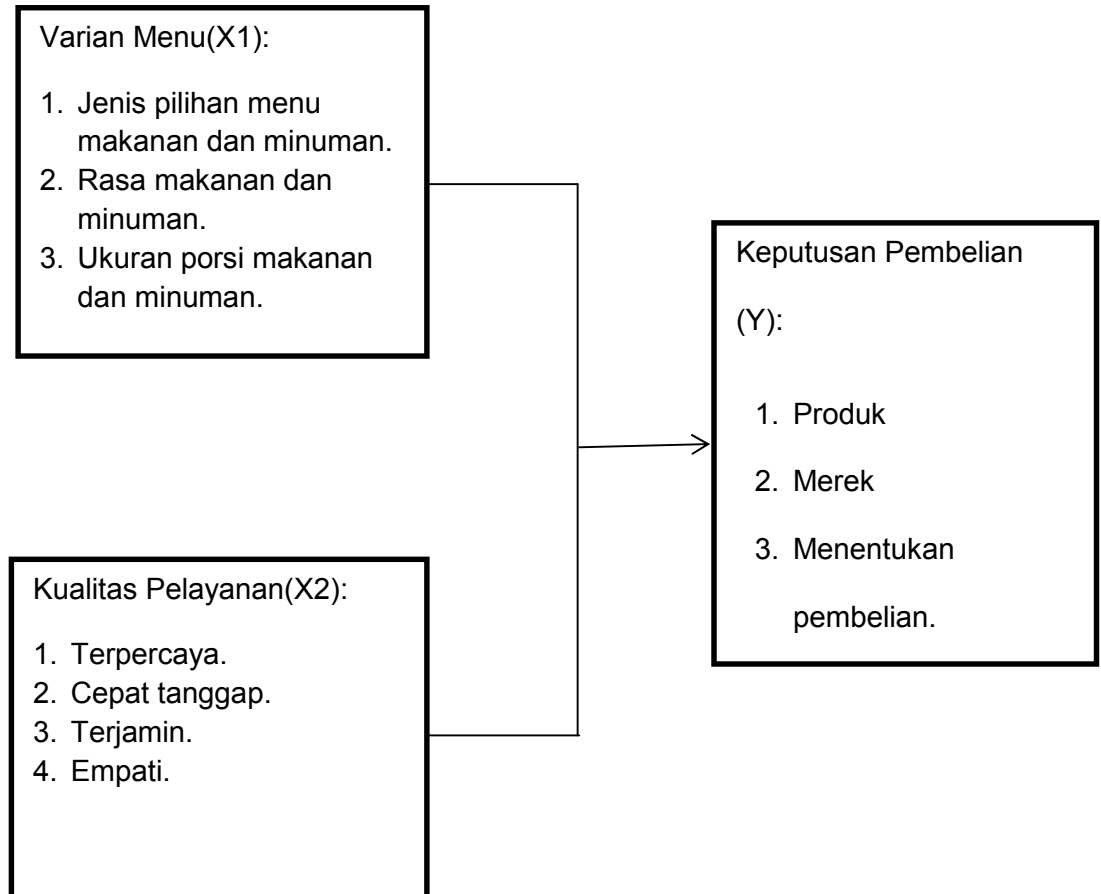 Varian Menu(X1):
1. Jenis pilihan menu
makanan dan minuman.
2. Rasa makanan dan
minuman.
3. Ukuran porsi makanan
dan minuman.
Keputusan Pembelian
(Y):
1. Produk
2. Merek
3. Menentukan
pembelian.
Kualitas Pelayanan(X2):
1. Terpercaya.
2. Cepat tanggap.
3. Terjamin.
4. Empati.